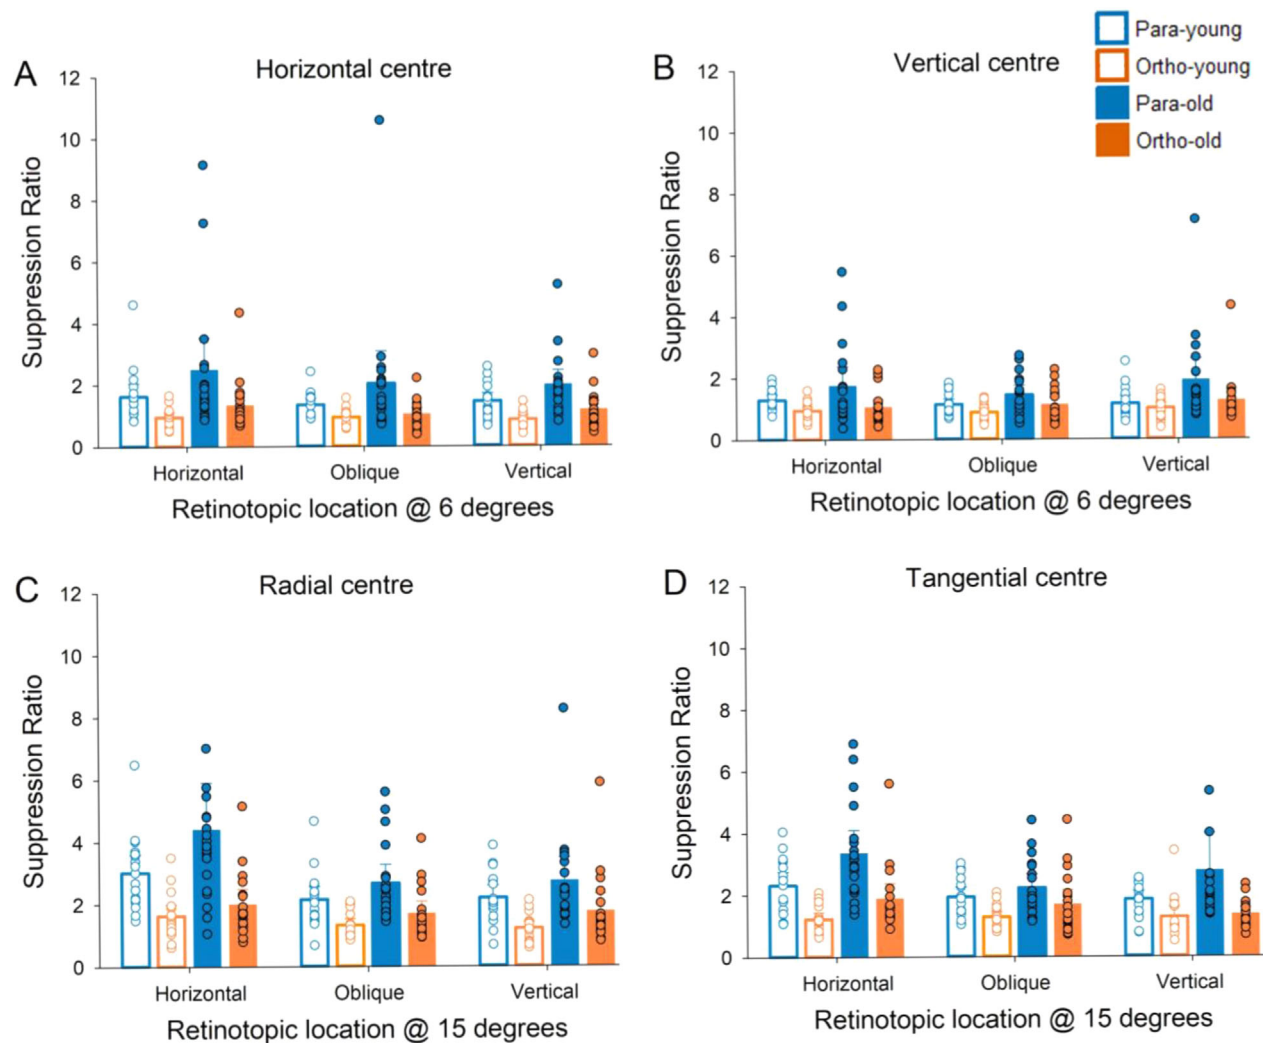 A
Horizontal centre
12
10
8
6
4
2
0
Suppression Ratio
Horizontal
Oblique
Vertical
Retinotopic location @ 6 degrees
B
Vertical centre
12
10
8
6
4
2
0
Suppression Ratio
Horizontal
Oblique
Vertical
Retinotopic location @ 6 degrees
Para-young
Ortho-young
Para-old
Ortho-old
C
Radial centre
12
10
8
6
4
2
0
Suppression Ratio
Horizontal
Oblique
Vertical
Retinotopic location @ 15 degrees
D
Tangential centre
12
10
8
6
4
2
0
Suppression Ratio
Horizontal
Oblique
Vertical
Retinotopic location @ 15 degrees